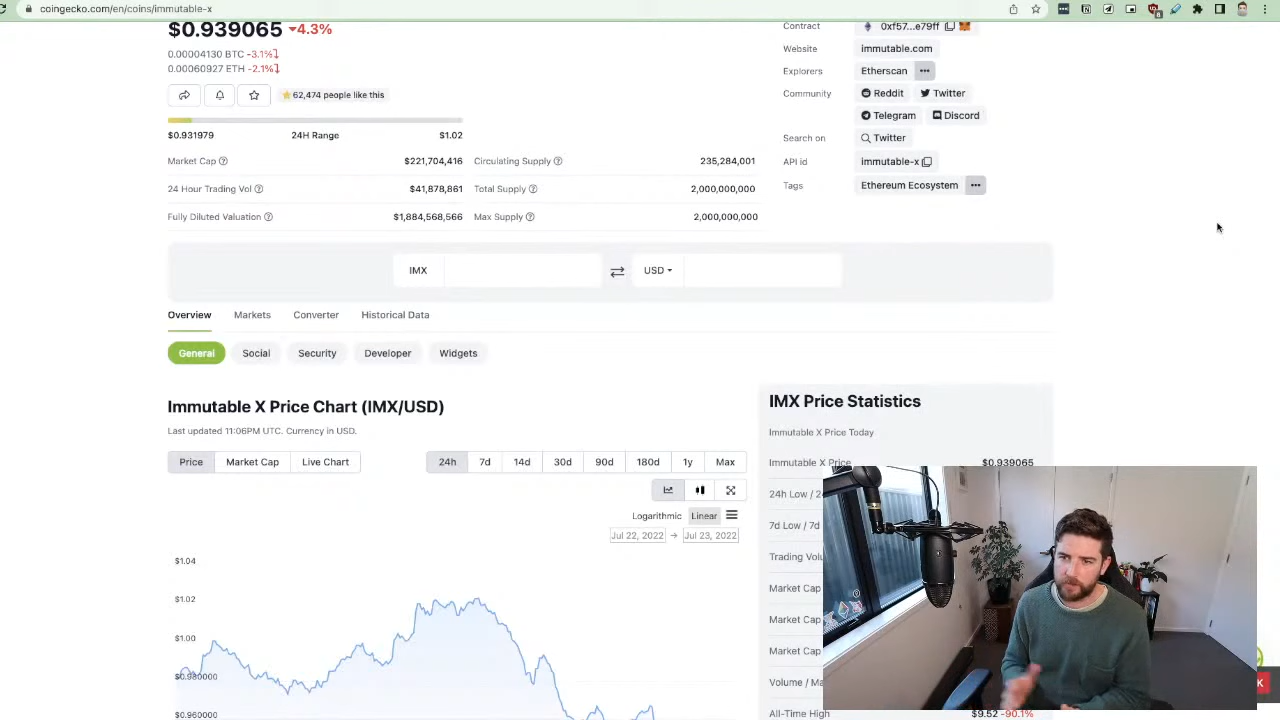 coingecko.com/en/coins/immutable-x
$0.939065 -4.3%
0.00004130 BTC -3.1%
0.00060927 ETH -2.1%
62,474 people like this
$0.931979 24H Range $1.02
Market Cap $221,704,416 Circulating Supply 235,284,001
24 Hour Trading Vol $41,878,861 Total Supply 2,000,000,000
Fully Diluted Valuation $1,884,568,566 Max Supply 2,000,000,000
Contract 0xf57...e79ff
Website immutable.com
Explorers Etherscan
Community Reddit Twitter
Telegram Discord
Search on Twitter
API id immutable-x
Tags Ethereum Ecosystem
IMX USD
Overview Markets Converter Historical Data
General Social Security Developer Widgets
Immutable X Price Chart (IMX/USD)
Last updated 11:06PM UTC. Currency in USD.
Price Market Cap Live Chart 24h 7d 14d 30d 90d 180d 1y Max
Logarithmic Linear
Jul 22, 2022 → Jul 23, 2022
$1.04
$1.02
$1.00
$0.980000
$0.960000
IMX Price Statistics
Immutable X Price Today
Immutable X Price $0.939065
24h Low / 2
7d Low / 7d
Trading Volu
Market Cap
Market Cap
Market Cap
Volume / Ma
All-Time High $9.52 -90.1%
K